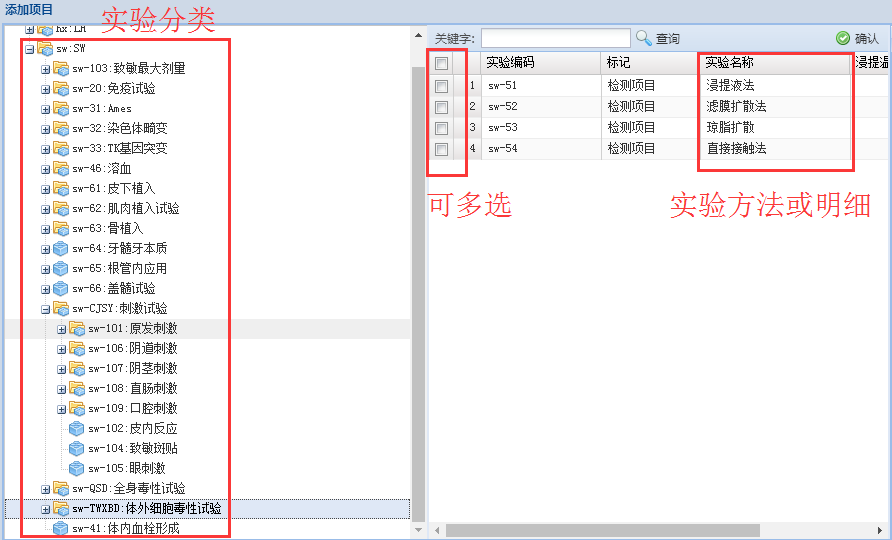 添加项目
实验分类
hx:LH
sw:SW
sw-103:致敏最大剂量
sw-20:免疫试验
sw-31:Ames
sw-32:染色体畸变
sw-33:TK基因突变
sw-46:溶血
sw-61:皮下植入
sw-62:肌肉植入试验
sw-63:骨植入
sw-64:牙髓牙本质
sw-65:根管内应用
sw-66:盖髓试验
sw-CJSY:刺激试验
sw-101:原发刺激
sw-106:阴道刺激
sw-107:阴茎刺激
sw-108:直肠刺激
sw-109:口腔刺激
sw-102:皮内反应
sw-104:致敏斑贴
sw-105:眼刺激
sw-QSD:全身毒性试验
sw-TWXBD:体外细胞毒性试验
sw-41:体内血栓形成
关键字: 查询 确认
实验编码 标记 实验名称 浸提温
1 sw-51 检测项目 浸提液法
2 sw-52 检测项目 滤膜扩散法
3 sw-53 检测项目 琼脂扩散
4 sw-54 检测项目 直接接触法
可多选 实验方法或明细